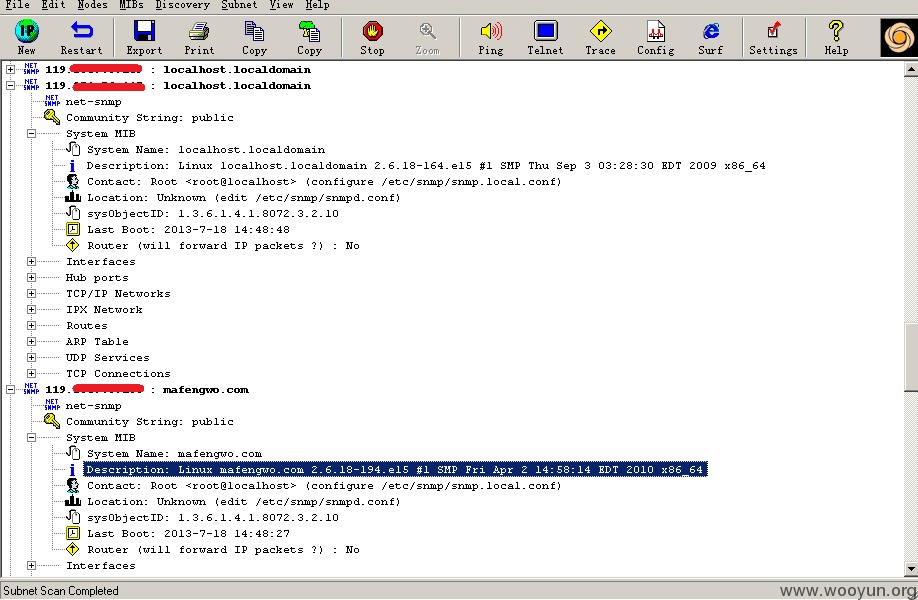 File Edit Nodes MIBs Discovery Subnet View Help
IP
New Restart Export Print Copy Copy Stop Zoom Ping Telnet Trace Config Surf Settings Help
NET SNMP 119. : localhost.localdomain
NET SNMP 119. : localhost.localdomain
NET SNMP net-snmp
Community String: public
System MIB
System Name: localhost.localdomain
Description: Linux localhost.localdomain 2.6.18-164.el5 #1 SMP Thu Sep 3 03:28:30 EDT 2009 x86_64
Contact: Root <root@localhost> (configure /etc/snmp/snmp.local.conf)
Location: Unknown (edit /etc/snmp/snmpd.conf)
sysObjectID: 1.3.6.1.4.1.8072.3.2.10
Last Boot: 2013-7-18 14:48:48
Router (will forward IP packets ?) : No
Interfaces
Hub ports
TCP/IP Networks
IPX Network
Routes
ARP Table
UDP Services
TCP Connections
NET SNMP 119. : mafengwo.com
NET SNMP net-snmp
Community String: public
System MIB
System Name: mafengwo.com
Description: Linux mafengwo.com 2.6.18-194.el5 #1 SMP Fri Apr 2 14:58:14 EDT 2010 x86_64
Contact: Root <root@localhost> (configure /etc/snmp/snmp.local.conf)
Location: Unknown (edit /etc/snmp/snmpd.conf)
sysObjectID: 1.3.6.1.4.1.8072.3.2.10
Last Boot: 2013-7-18 14:48:27
Router (will forward IP packets ?) : No
Interfaces
Subnet Scan Completed
www.wooyun.org